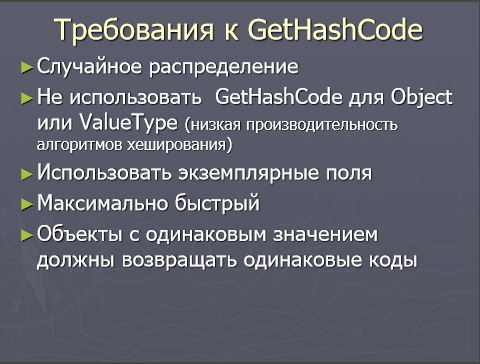 Требования к GetHashCode
►Случайное распределение
►Не использовать GetHashCode для Object
или ValueType (низкая производительность
алгоритмов хеширования)
►Использовать экземплярные поля
►Максимально быстрый
►Объекты с одинаковым значением
должны возвращать одинаковые коды